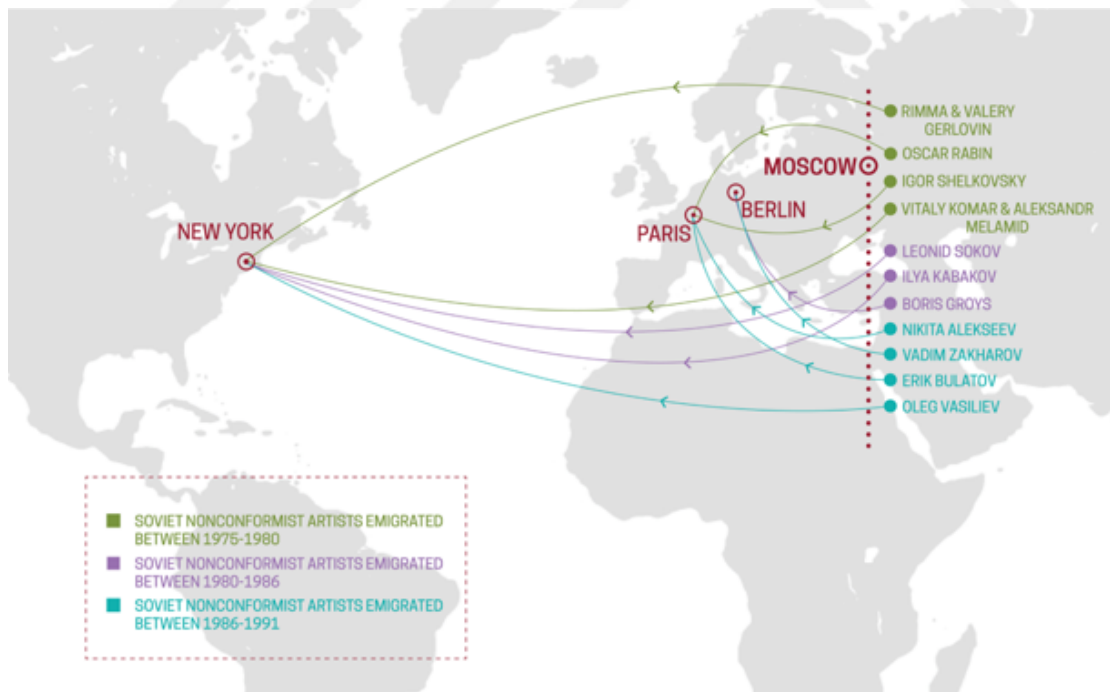 RIMMA & VALERY
GERLOVIN
OSCAR RABIN
MOSCOW
IGOR SHELKOVSKY
BERLIN
VITALY KOMAR & ALEKSANDR
MELAMID
NEW YORK
PARIS
LEONID SOKOV
ILYA KABAKOV
BORIS GROYS
NIKITA ALEKSEEV
VADIM ZAKHAROV
ERIK BULATOV
OLEG VASILIEV
SOVIET NONCONFORMIST ARTISTS EMIGRATED
BETWEEN 1975-1980
SOVIET NONCONFORMIST ARTISTS EMIGRATED
BETWEEN 1980-1986
SOVIET NONCONFORMIST ARTISTS EMIGRATED
BETWEEN 1986-1991